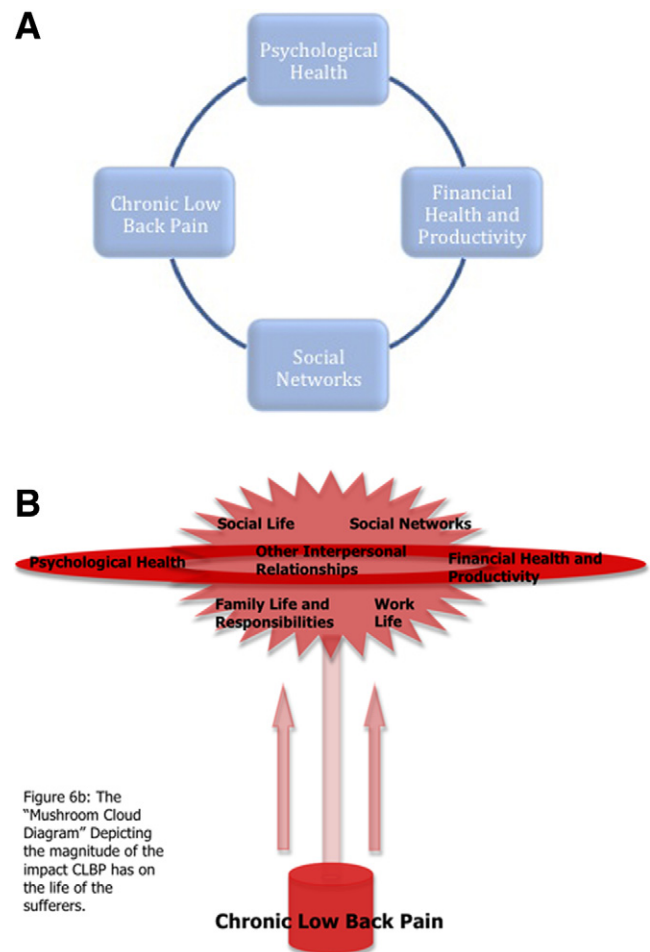 A
Psychological
Health
Chronic Low
Back Pain
Financial
Health and
Productivity
Social
Networks
B
Social Life
Social Networks
Psychological Health
Other Interpersonal
Relationships
Financial Health and
Productivity
Family Life and
Responsibilities
Work
Life
Figure 6b: The
“Mushroom Cloud
Diagram” Depicting
the magnitude of the
impact CLBP has on
the life of the
sufferers.
Chronic Low Back Pain